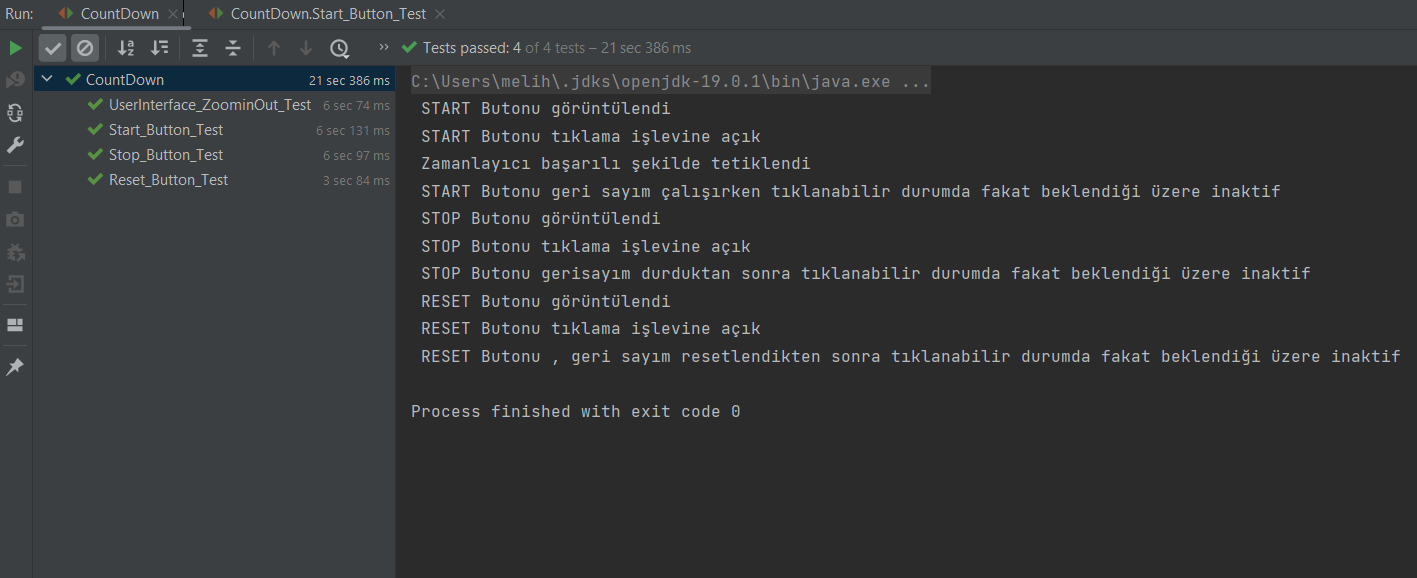 Run: CountDown CountDown.Start_Button_Test
Tests passed: 4 of 4 tests – 21 sec 386 ms
CountDown 21 sec 386 ms
UserInterface_ZoominOut_Test 6 sec 74 ms
Start_Button_Test 6 sec 131 ms
Stop_Button_Test 6 sec 97 ms
Reset_Button_Test 3 sec 84 ms
C:\Users\melih\.jdks\openjdk-19.0.1\bin\java.exe ...
START Butonu görüntülendi
START Butonu tıklama işlevine açık
Zamanlayıcı başarılı şekilde tetiklendi
START Butonu geri sayım çalışırken tıklanabilir durumda fakat beklendiği üzere inaktif
STOP Butonu görüntülendi
STOP Butonu tıklama işlevine açık
STOP Butonu gerisayım durduktan sonra tıklanabilir durumda fakat beklendiği üzere inaktif
RESET Butonu görüntülendi
RESET Butonu tıklama işlevine açık
RESET Butonu , geri sayım resetlendikten sonra tıklanabilir durumda fakat beklendiği üzere inaktif
Process finished with exit code 0